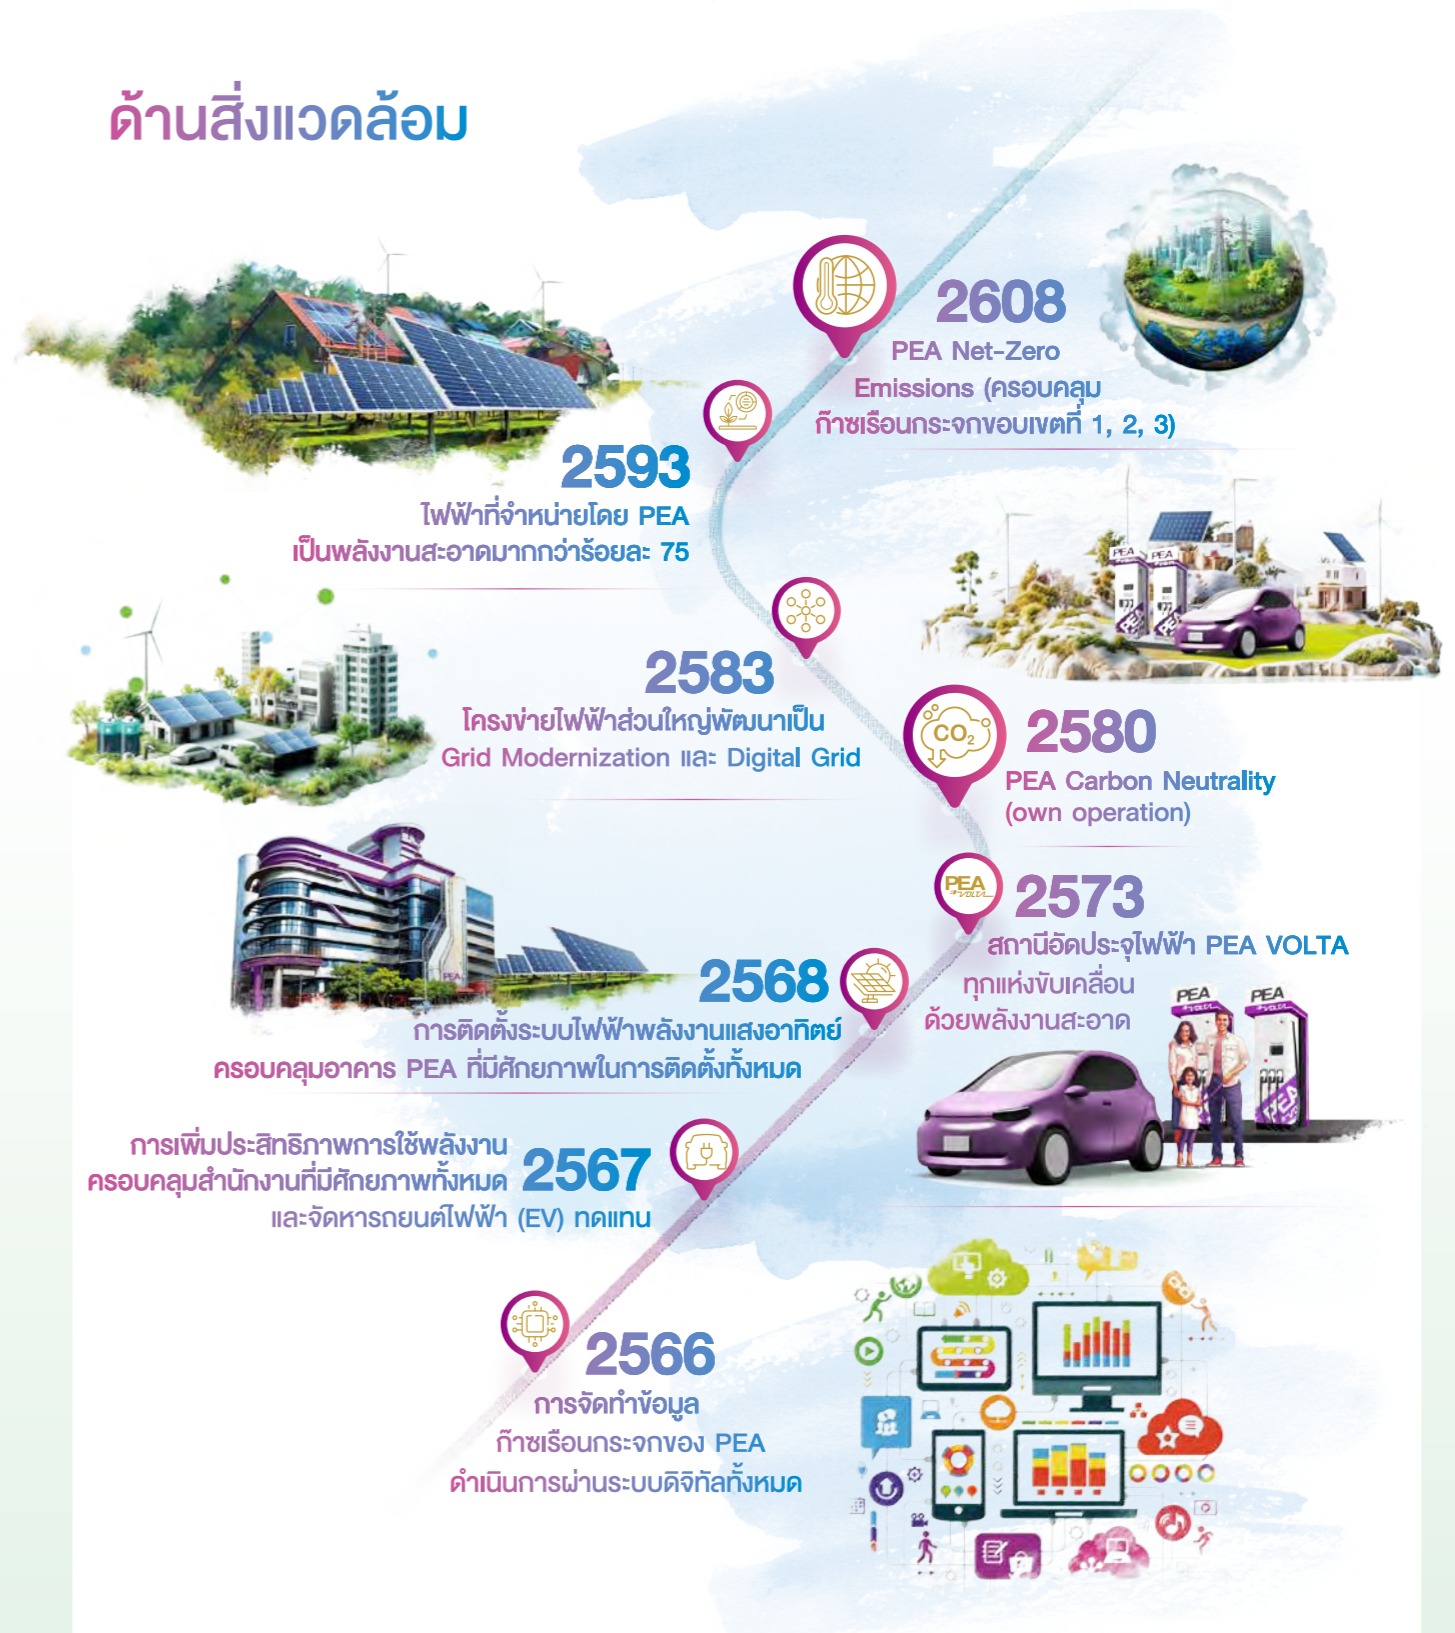 ด้านสิ่งแวดล้อม
2608
PEA Net-Zero
Emissions (ครอบคลุม
ก๊าซเรือนกระจกขอบเขตที่ 1, 2, 3)
2593
ไฟฟ้าที่จำหน่ายโดย PEA
เป็นพลังงานสะอาดมากกว่าร้อยละ 75
PEA
PEA
PEA
PEA
2583
โครงข่ายไฟฟ้าส่วนใหญ่พัฒนาเป็น
Grid Modernization และ Digital Grid
CO2
2580
PEA Carbon Neutrality
(own operation)
PEA
VOLTA
2573
สถานีอัดประจุไฟฟ้า PEA VOLTA
ทุกแห่งขับเคลื่อน
ด้วยพลังงานสะอาด
PEA
2568
การติดตั้งระบบไฟฟ้าพลังงานแสงอาทิตย์
ครอบคลุมอาคาร PEA ที่มีศักยภาพในการติดตั้งทั้งหมด
PEA
VOLTA
PEA
VOLTA
PEA
การเพิ่มประสิทธิภาพการใช้พลังงาน
ครอบคลุมสำนักงานที่มีศักยภาพทั้งหมด
2567
และจัดหารถยนต์ไฟฟ้า (EV) ทดแทน
2566
การจัดทำข้อมูล
ก๊าซเรือนกระจกของ PEA
ดำเนินการผ่านระบบดิจิทัลทั้งหมด